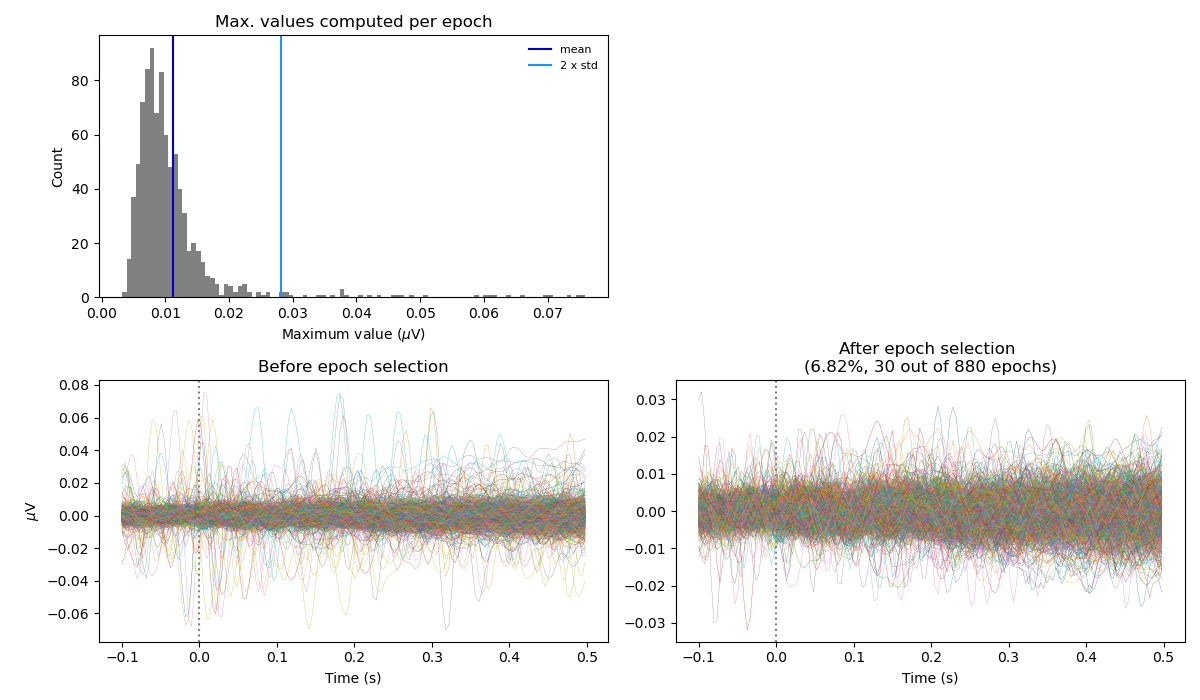 Max. values computed per epoch
mean
2 x std
Count
80
60
40
20
0
0.00 0.01 0.02 0.03 0.04 0.05 0.06 0.07
Maximum value (μV)
Before epoch selection
μV
0.08
0.06
0.04
0.02
0.00
−0.02
−0.04
−0.06
−0.1 0.0 0.1 0.2 0.3 0.4 0.5
Time (s)
After epoch selection
(6.82%, 30 out of 880 epochs)
0.03
0.02
0.01
0.00
−0.01
−0.02
−0.03
−0.1 0.0 0.1 0.2 0.3 0.4 0.5
Time (s)